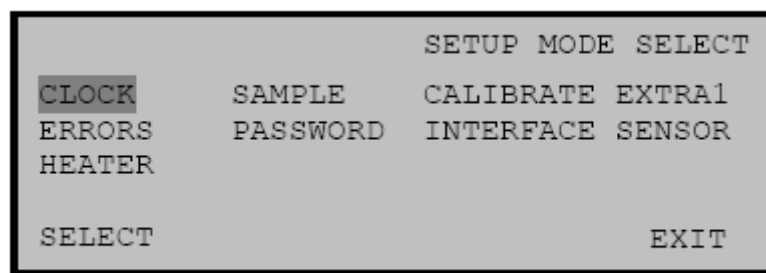 SETUP MODE SELECT
CLOCK SAMPLE CALIBRATE EXTRA1
ERRORS PASSWORD INTERFACE SENSOR
HEATER
SELECT EXIT